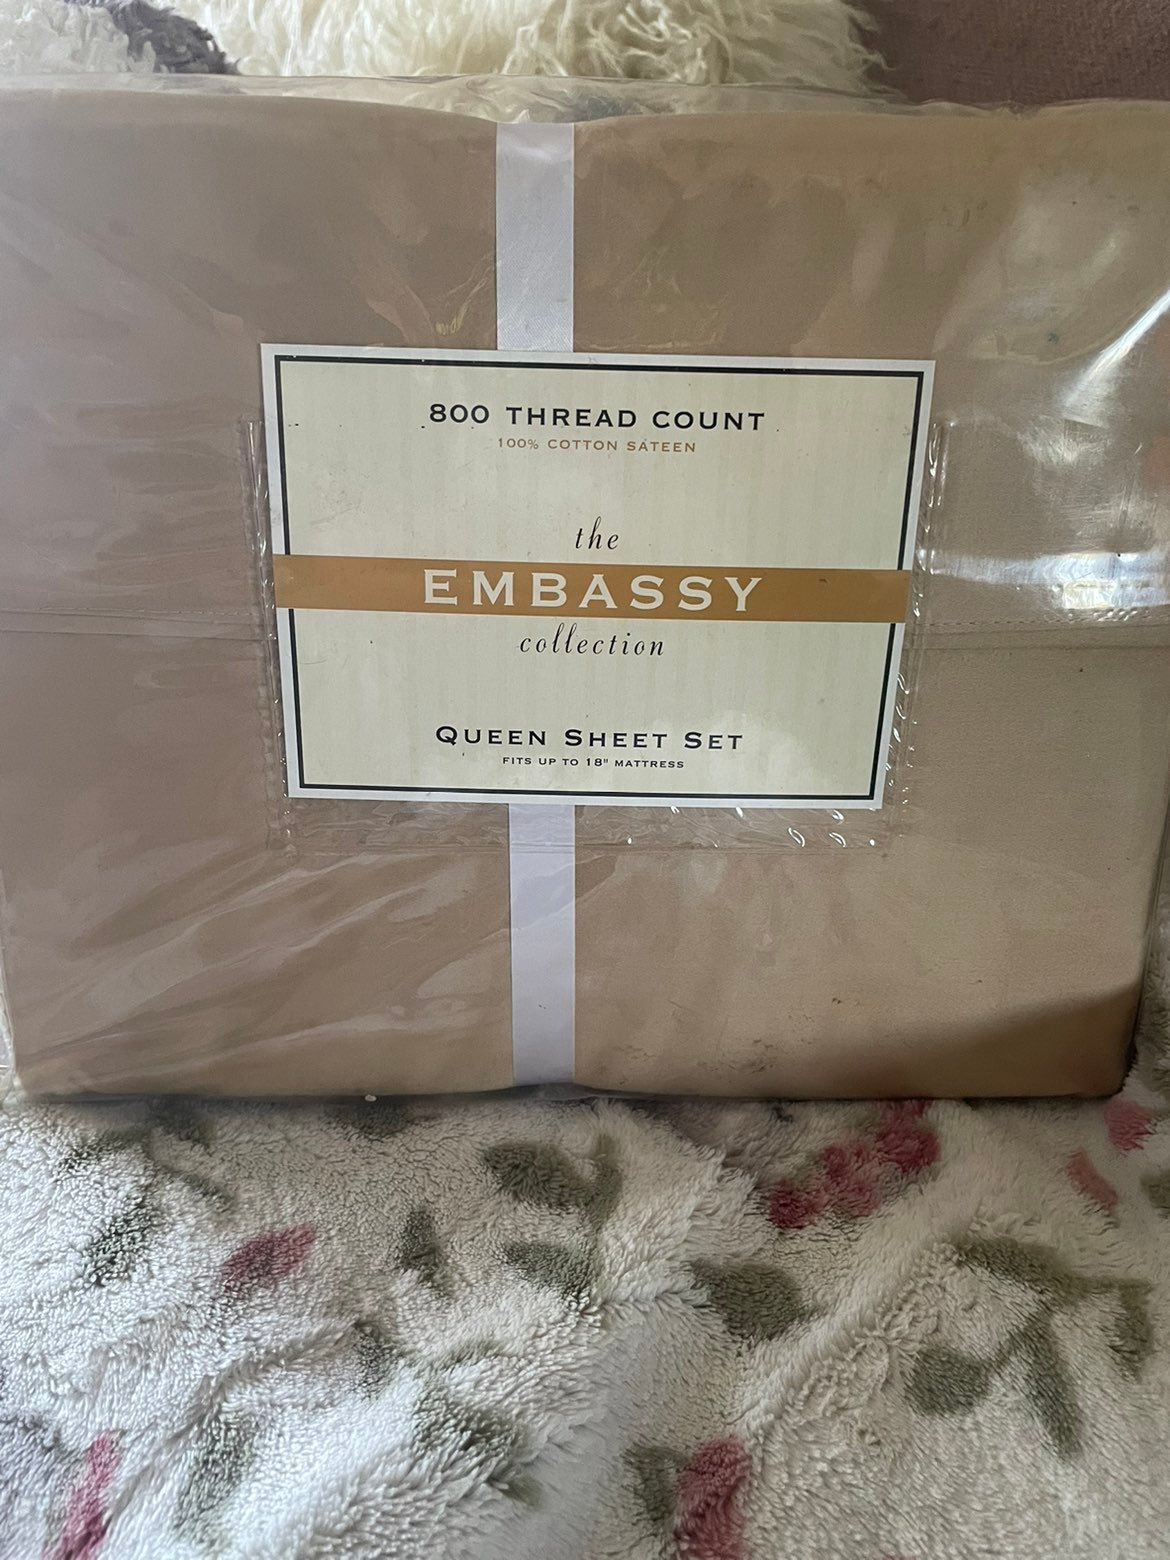 800 THREAD COUNT
100% COTTON SATEEN
the
EMBASSY
collection
QUEEN SHEET SET
FITS UP TO 18" MATTRESS